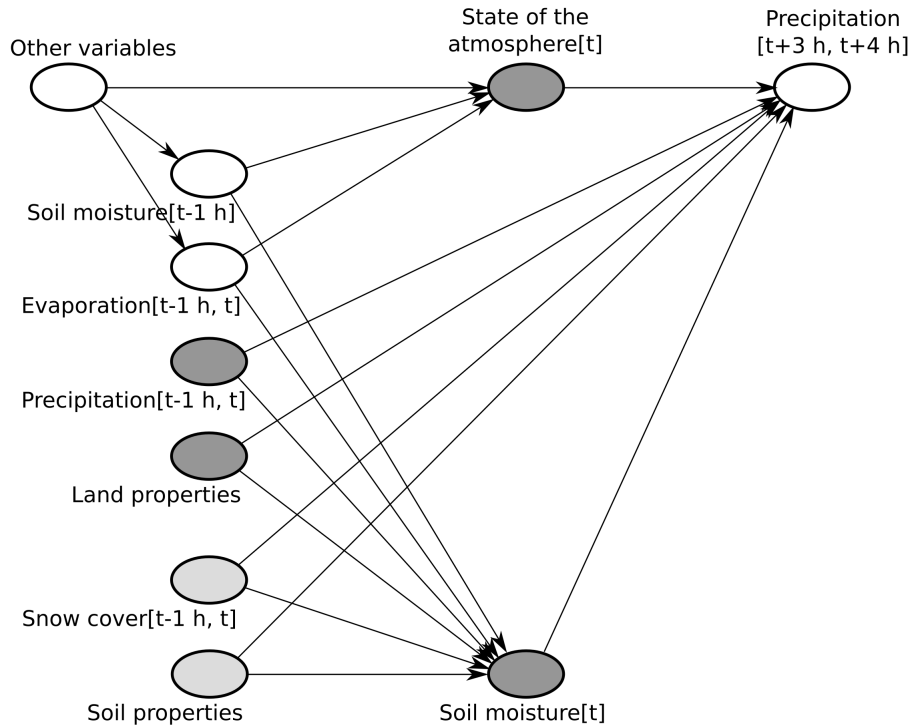 State of the
atmosphere[t]
Precipitation
[t+3 h, t+4 h]
Other variables
Soil moisture[t-1 h]
Evaporation[t-1 h, t]
Precipitation[t-1 h, t]
Land properties
Snow cover[t-1 h, t]
Soil properties
Soil moisture[t]